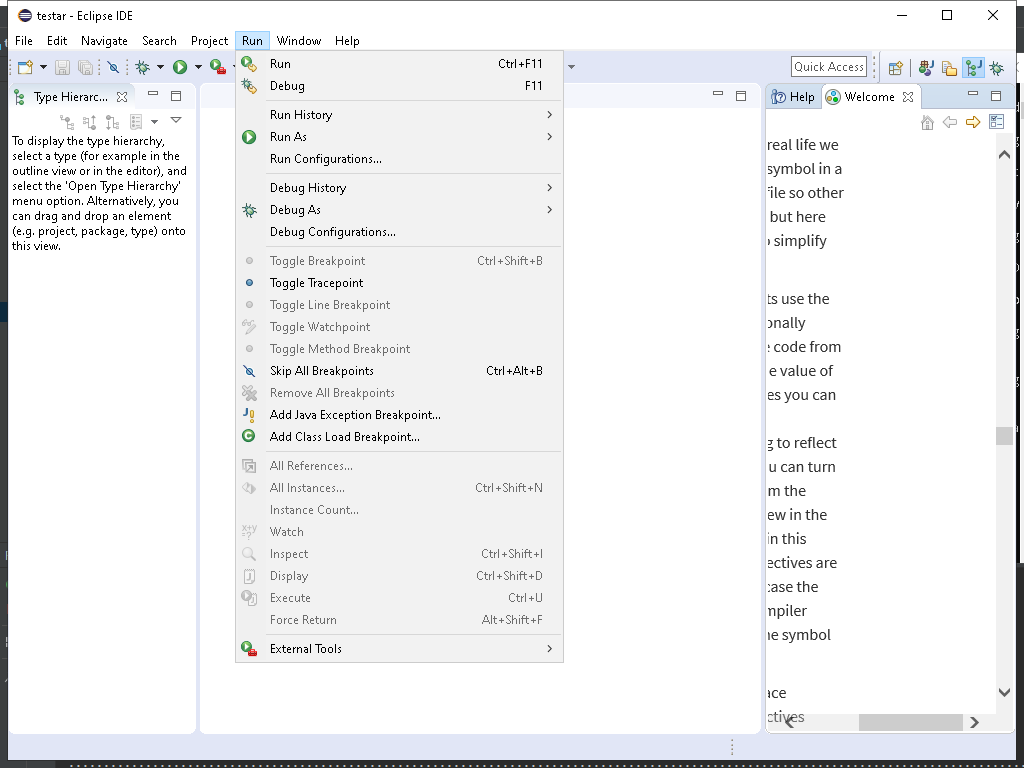 testar - Eclipse IDE
File Edit Navigate Search Project Run Window Help
Quick Access
Type Hierarc...
To display the type hierarchy,
select a type (for example in the
outline view or in the editor), and
select the 'Open Type Hierarchy'
menu option. Alternatively, you
can drag and drop an element
(e.g. project, package, type) onto
this view.
Run Ctrl+F11
Debug F11
Run History
Run As
Run Configurations...
Debug History
Debug As
Debug Configurations...
Toggle Breakpoint Ctrl+Shift+B
Toggle Tracepoint
Toggle Line Breakpoint
Toggle Watchpoint
Toggle Method Breakpoint
Skip All Breakpoints Ctrl+Alt+B
Remove All Breakpoints
Add Java Exception Breakpoint...
Add Class Load Breakpoint...
All References...
All Instances... Ctrl+Shift+N
Instance Count...
Watch
Inspect Ctrl+Shift+I
Display Ctrl+Shift+D
Execute Ctrl+U
Force Return Alt+Shift+F
External Tools
Help Welcome
real life we
symbol in a
file so other
but here
simplify
ts use the
onally
code from
e value of
es you can
g to reflect
u can turn
m the
ew in the
in this
ectives are
case the
mpiler
ne symbol
ace
ctives